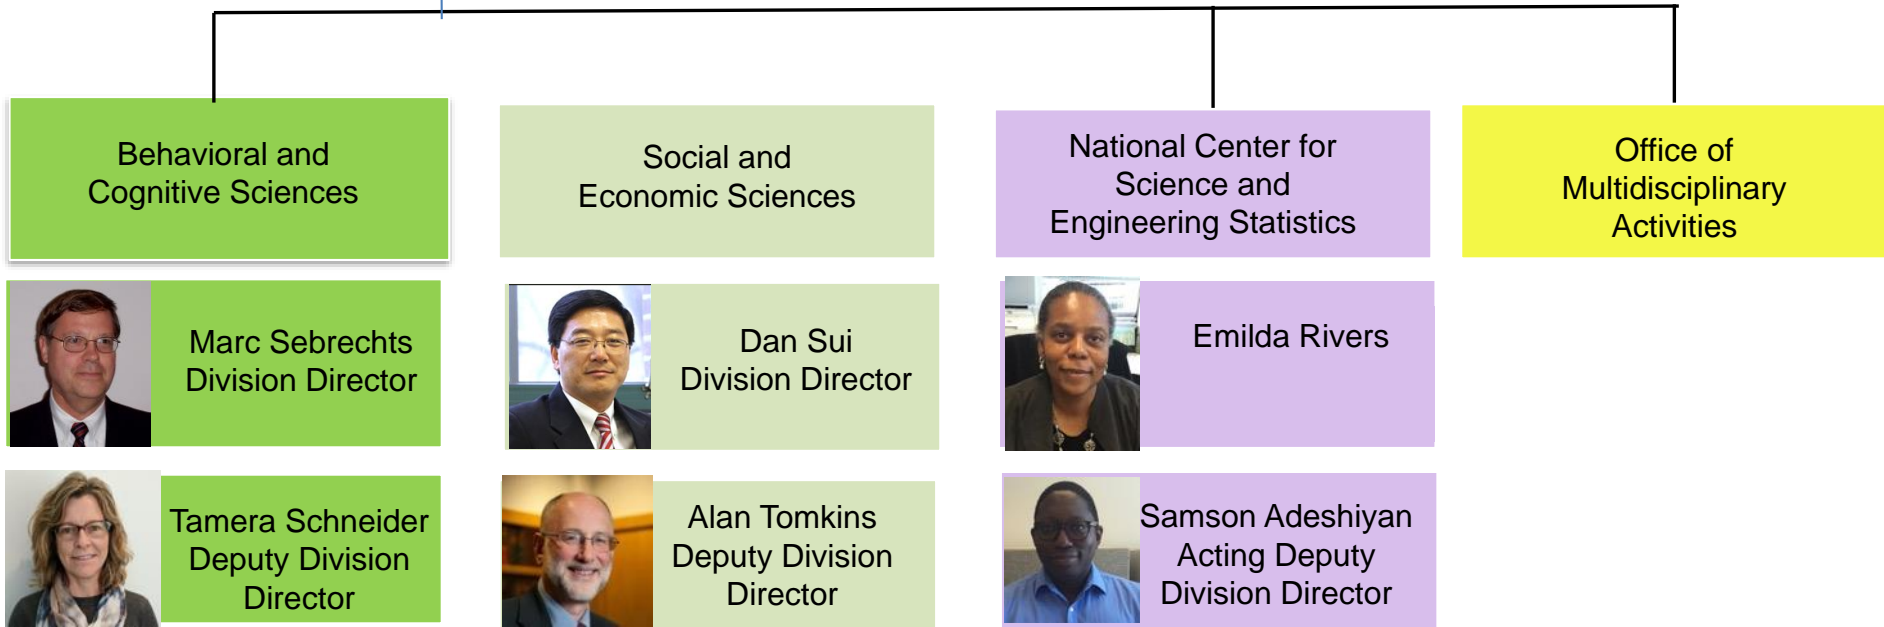 Behavioral and
Cognitive Sciences
Social and
Economic Sciences
National Center for
Science and
Engineering Statistics
Office of
Multidisciplinary
Activities
Marc Sebrechts
Division Director
Dan Sui
Division Director
Emilda Rivers
Tamera Schneider
Deputy Division
Director
Alan Tomkins
Deputy Division
Director
Samson Adeshiyan
Acting Deputy
Division Director